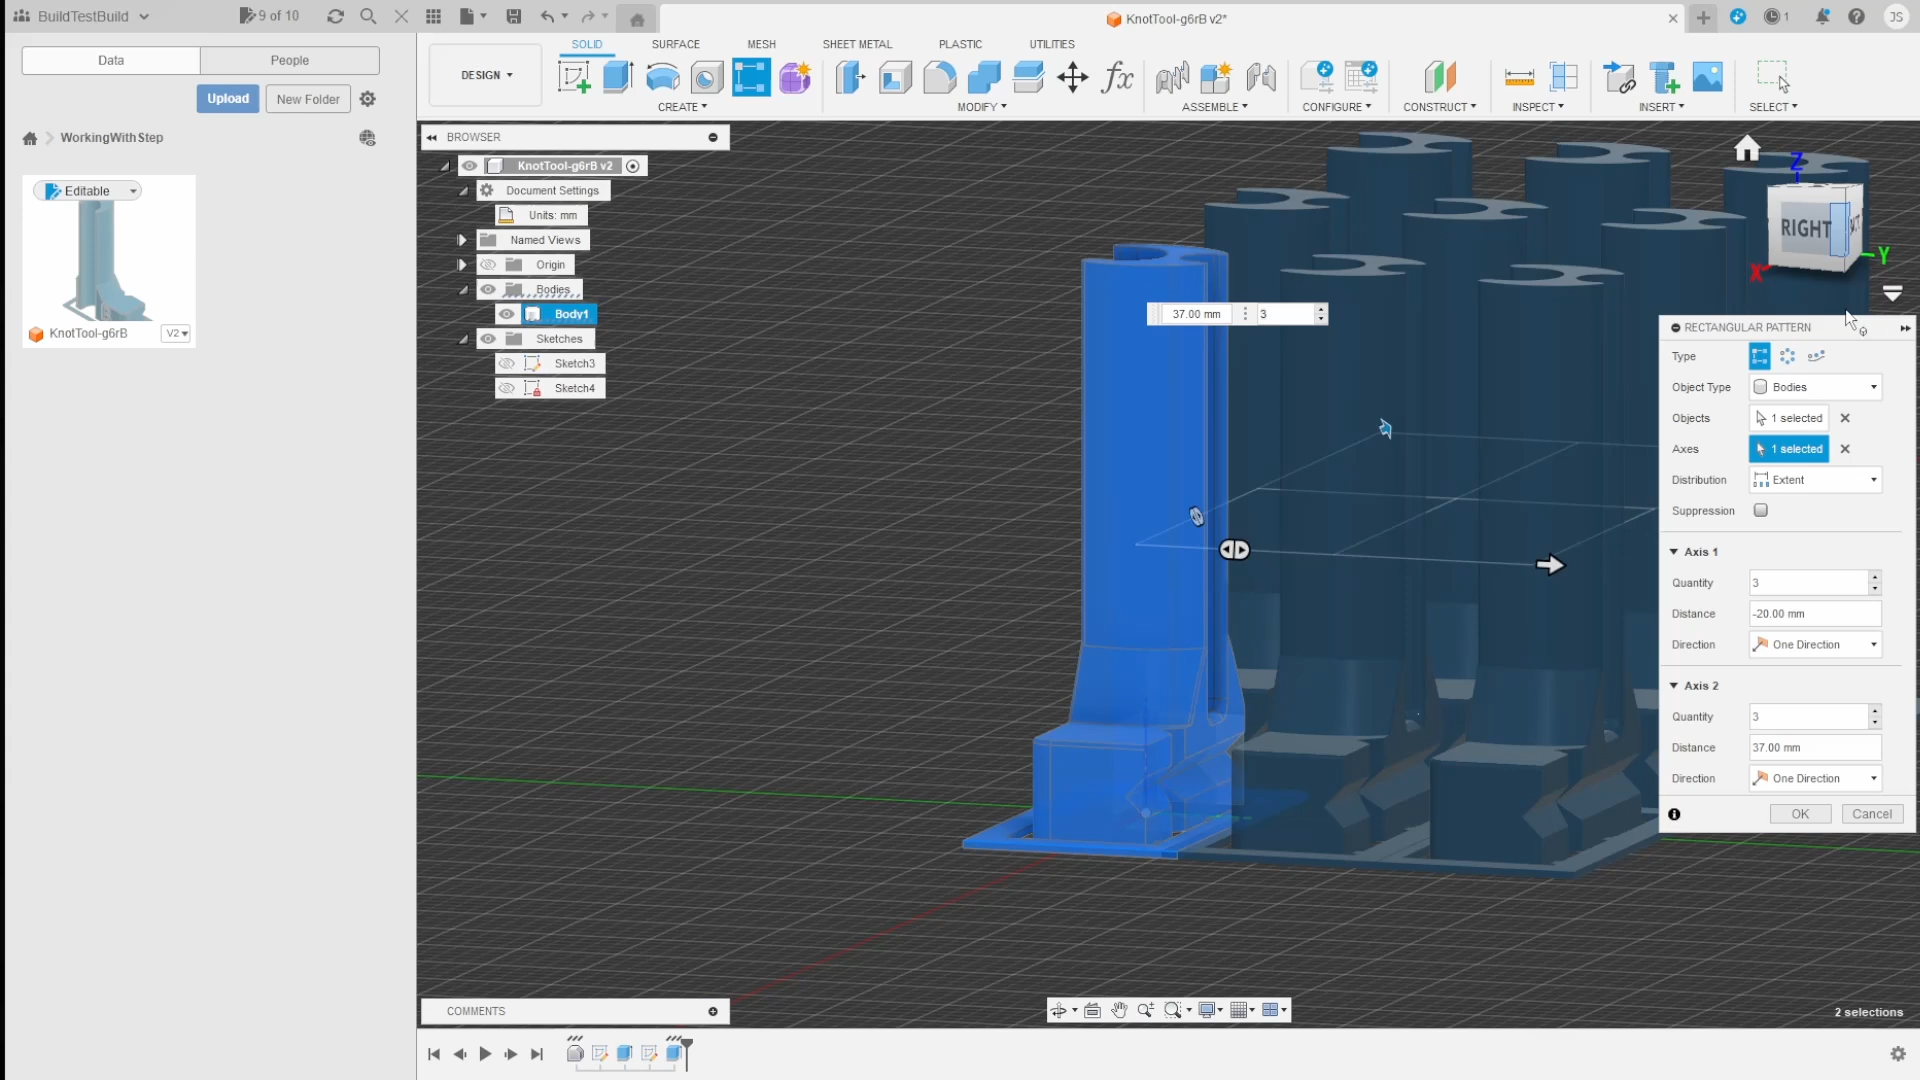 BuildTestBuild
9 of 10
KnotTool-g6rB v2*
1
JS
Data
People
Upload
New Folder
WorkingWithStep
Editable
KnotTool-g6rB
V2
DESIGN
SOLID
SURFACE
MESH
SHEET METAL
PLASTIC
UTILITIES
fx
CREATE
MODIFY
ASSEMBLE
CONFIGURE
CONSTRUCT
INSPECT
INSERT
SELECT
BROWSER
KnotTool-g6rB v2
Document Settings
Units: mm
Named Views
Origin
Bodies
Body1
Sketches
Sketch3
Sketch4
37.00 mm
3
Z
RIGHT
X
Y
RECTANGULAR PATTERN
Type
Object Type
Bodies
Objects
1 selected
Axes
1 selected
Distribution
Extent
Suppression
Axis 1
Quantity
3
Distance
-20.00 mm
Direction
One Direction
Axis 2
Quantity
3
Distance
37.00 mm
Direction
One Direction
OK
Cancel
COMMENTS
2 selections